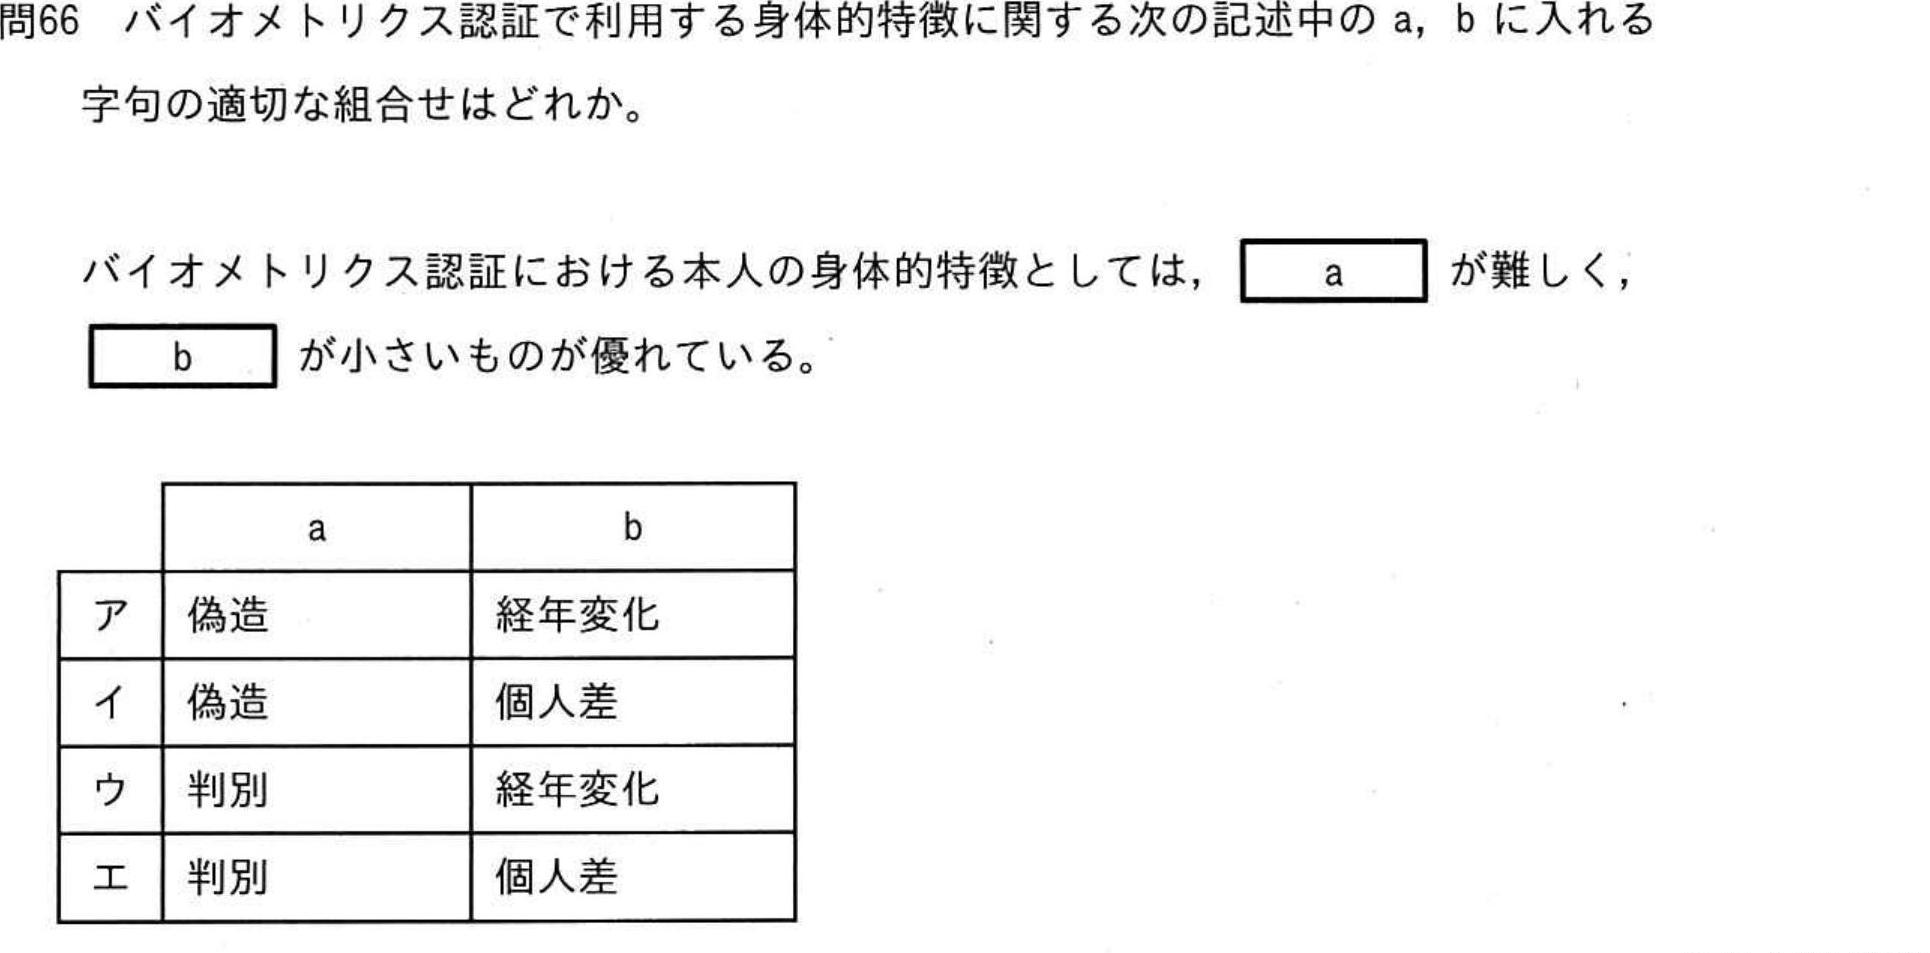 問66 バイオメトリクス認証で利用する身体的特徴に関する次の記述中の a，b に入れる
字句の適切な組合せはどれか。
バイオメトリクス認証における本人の身体的特徴としては， a が難しく，
b が小さいものが優れている。
a b
ア 偽造 経年変化
イ 偽造 個人差
ウ 判別 経年変化
エ 判別 個人差